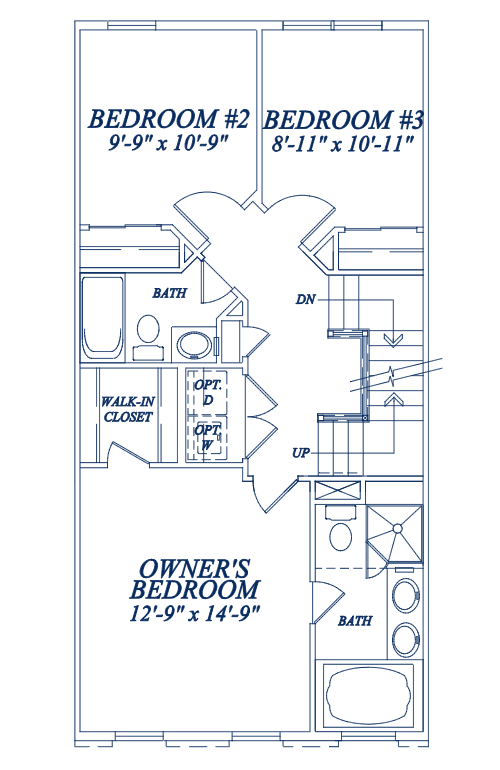 BEDROOM #2
9'-9" x 10'-9"
BEDROOM #3
8'-11" x 10'-11"
BATH
DN
OPT.
D
WALK-IN
CLOSET
OPT.
W
UP
OWNER'S
BEDROOM
12'-9" x 14'-9"
BATH